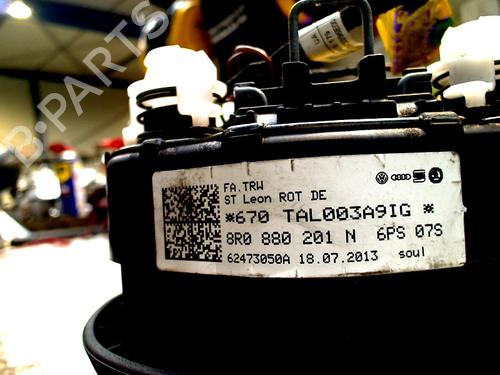 B-PARTS
FA.TRW
ST Leon ROT DE
*670 TAL003A9IG *
8R0 880 201 N 6PS 07S
62473050A 18.07.2013 soul